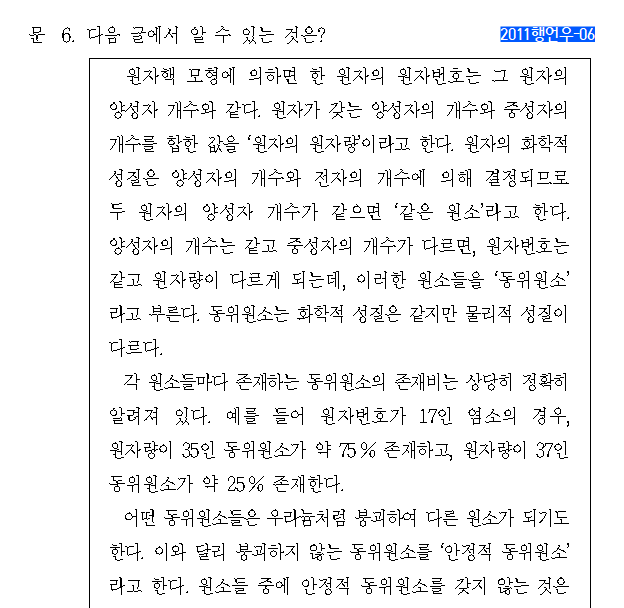 문 6. 다음 글에서 알 수 있는 것은?
2011행언우-06
원자핵 모형에 의하면 한 원자의 원자번호는 그 원자의
양성자 개수와 같다. 원자가 갖는 양성자의 개수와 중성자의
개수를 합한 값을 ‘원자의 원자량’이라고 한다. 원자의 화학적
성질은 양성자의 개수와 전자의 개수에 의해 결정되므로
두 원자의 양성자 개수가 같으면 ‘같은 원소’라고 한다.
양성자의 개수는 같고 중성자의 개수가 다르면, 원자번호는
같고 원자량이 다르게 되는데, 이러한 원소들을 ‘동위원소’
라고 부른다. 동위원소는 화학적 성질은 같지만 물리적 성질이
다르다.
각 원소들마다 존재하는 동위원소의 존재비는 상당히 정확히
알려져 있다. 예를 들어 원자번호가 17인 염소의 경우,
원자량이 35인 동위원소가 약 75% 존재하고, 원자량이 37인
동위원소가 약 25% 존재한다.
어떤 동위원소들은 우라늄처럼 붕괴하여 다른 원소가 되기도
한다. 이와 달리 붕괴하지 않는 동위원소를 ‘안정적 동위원소’
라고 한다. 원소들 중에 안정적 동위원소를 갖지 않는 것은